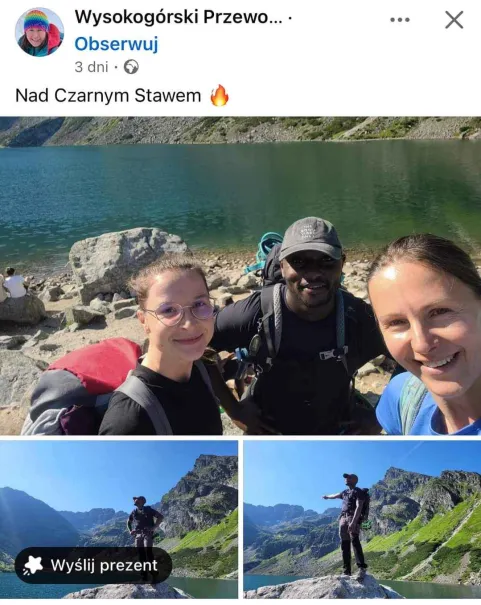 Wysokogórski Przewo... ·
Obserwuj
3 dni ·
Nad Czarnym Stawem 🔥
Wyślij prezent